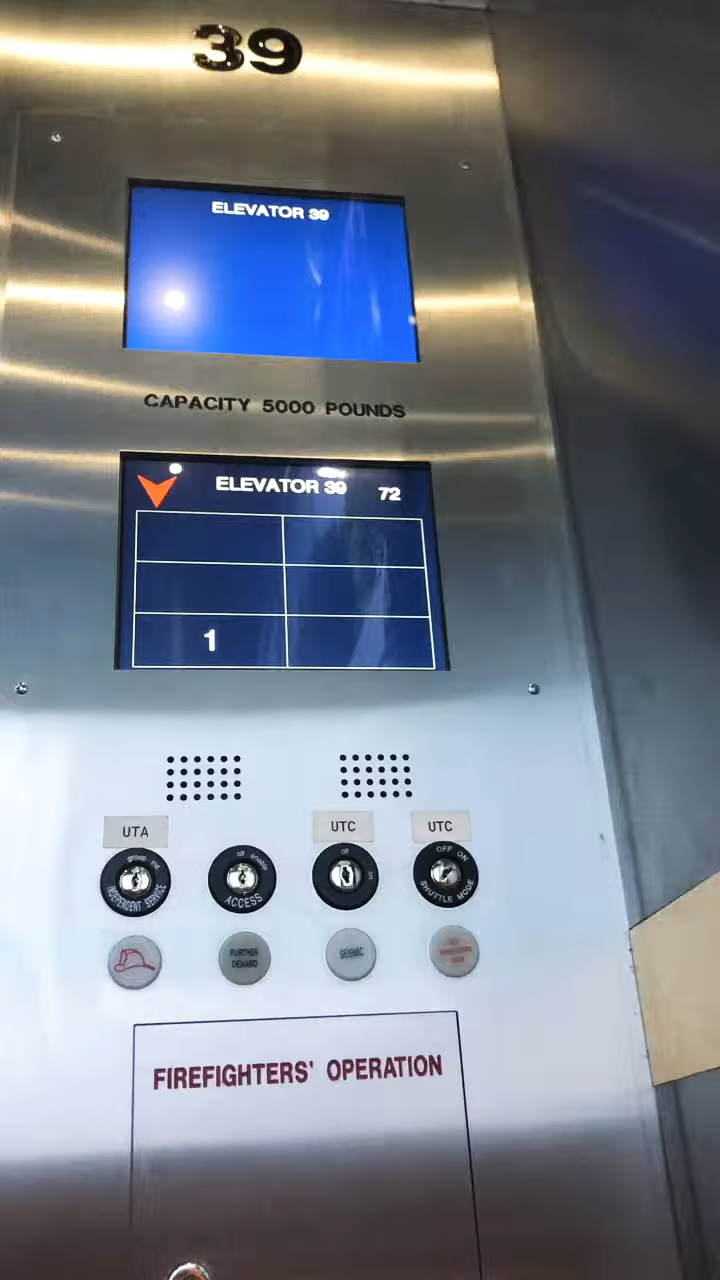 39
ELEVATOR 39
CAPACITY 5000 POUNDS
ELEVATOR 39 72
1
UTA UTC UTC
group ind
INDEPENDENT SERVICE
off enable
ACCESS
off
OFF ON
SHUTTLE MODE
FURTHER
DEMAND
SEISMIC
FIREFIGHTERS' OPERATION